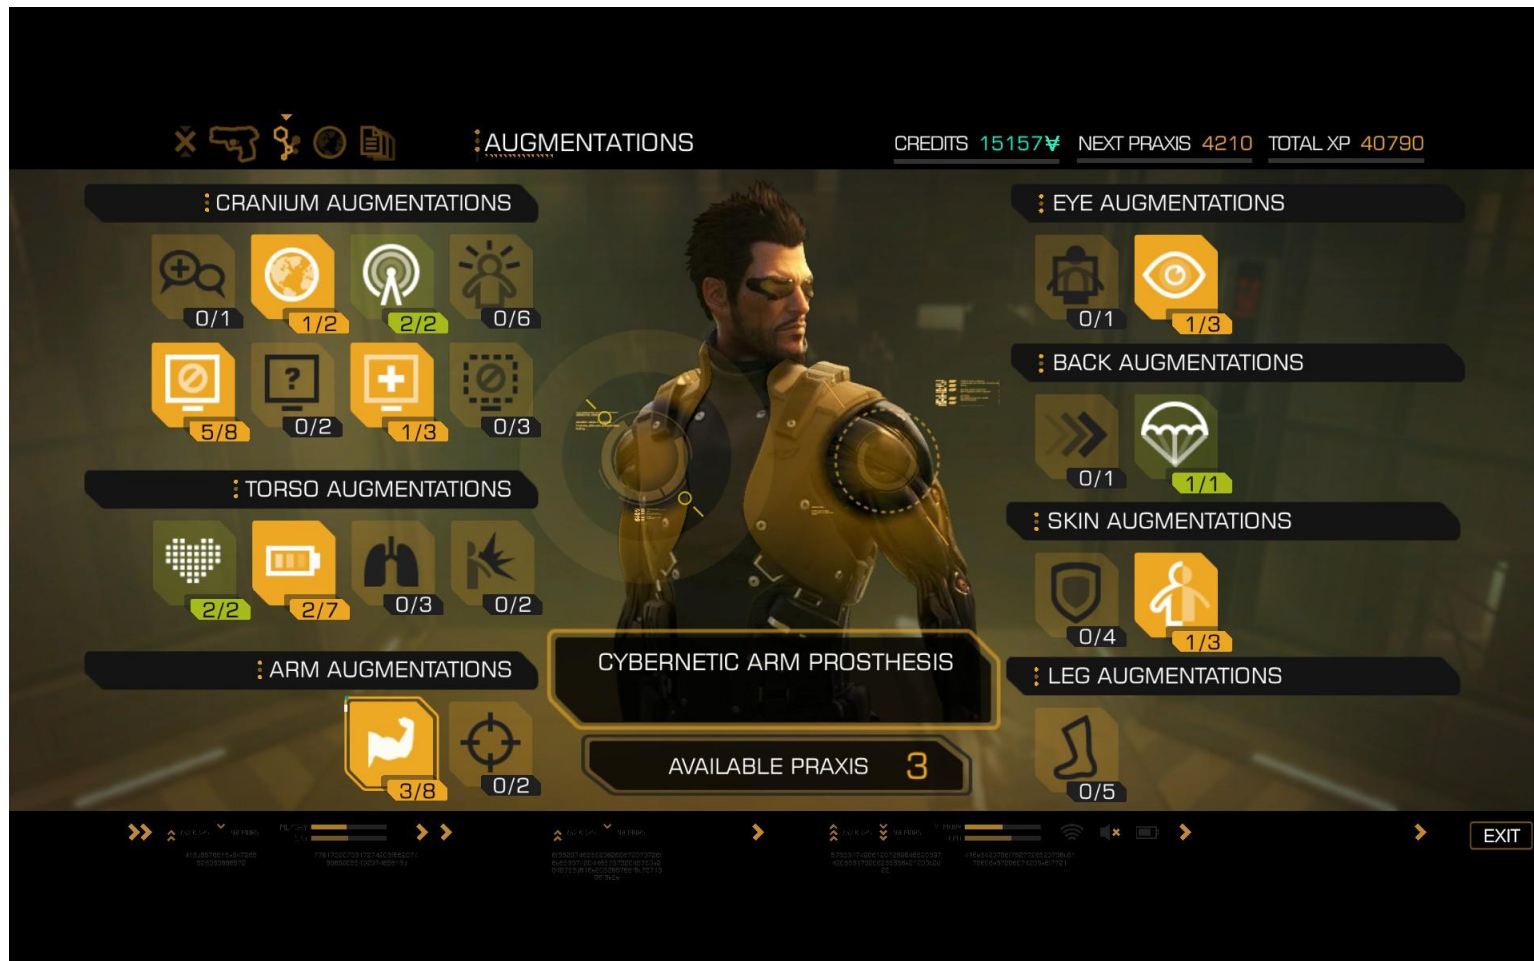 AUGMENTATIONS
CREDITS 15157 NEXT PRAXIS 4210 TOTAL XP 40790
CRANIUM AUGMENTATIONS
0/1 1/2 2/2 0/6
5/8 ? 0/2 1/3 0/3
TORSO AUGMENTATIONS
2/2 2/7 0/3 0/2
ARM AUGMENTATIONS
3/8 0/2
CYBERNETIC ARM PROSTHESIS
AVAILABLE PRAXIS 3
EYE AUGMENTATIONS
0/1 1/3
BACK AUGMENTATIONS
0/1 1/1
SKIN AUGMENTATIONS
0/4 1/3
LEG AUGMENTATIONS
0/5
EXIT